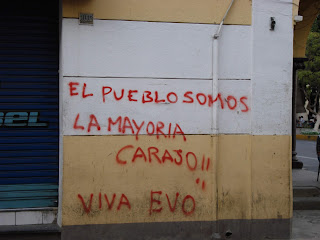 EL PUEBLO SOMOS
LA MAYORIA
CARAJO!!
VIVA EVO